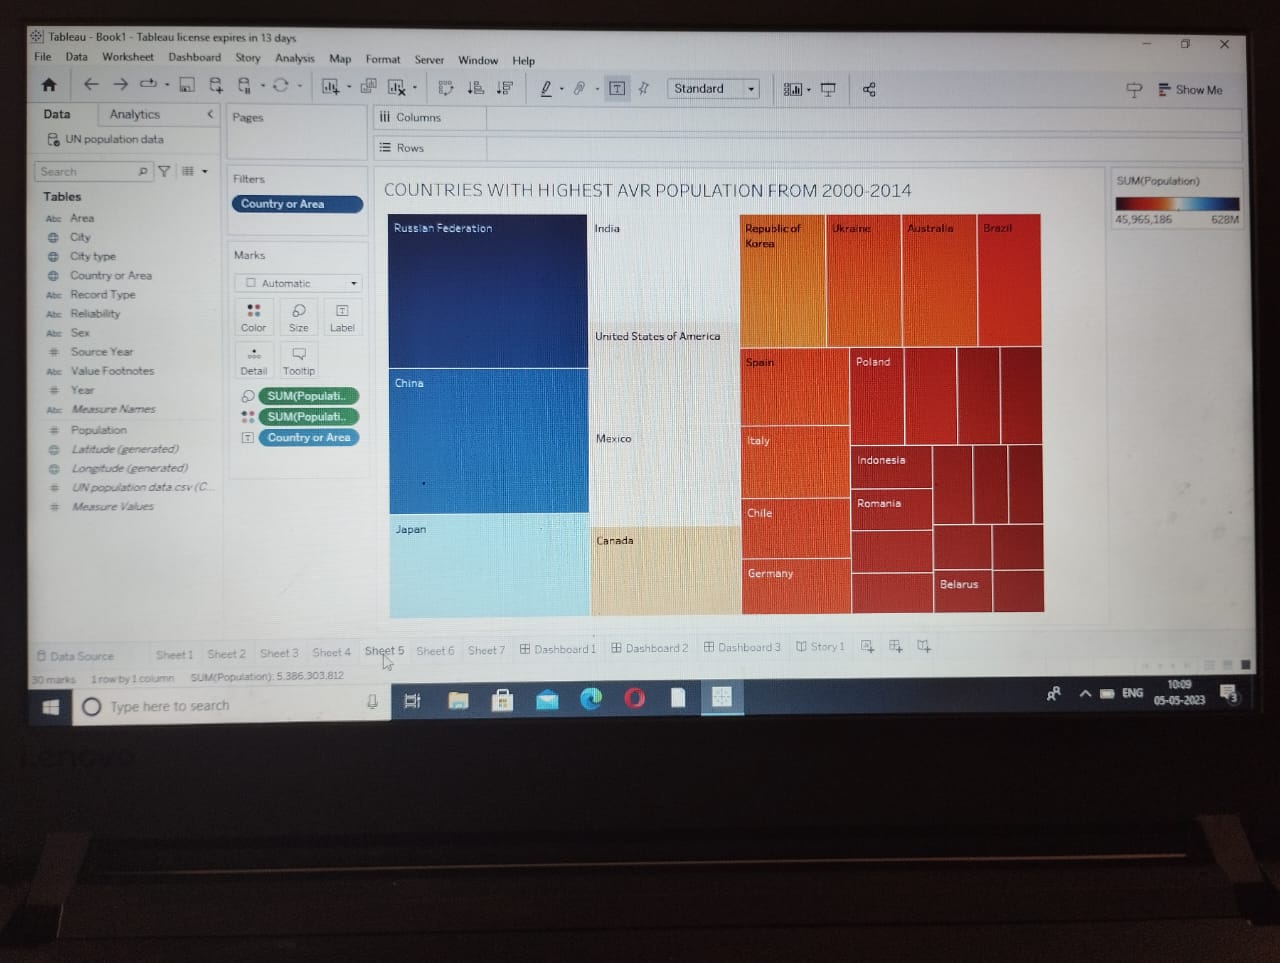 Tableau - Book1 - Tableau license expires in 13 days
File Data Worksheet Dashboard Story Analysis Map Format Server Window Help
Standard
Show Me
Data Analytics
UN population data
Search
Tables
Abc Area
City
City type
Country or Area
Abc Record Type
Abc Reliability
Abc Sex
# Source Year
Abc Value Footnotes
# Year
Abc Measure Names
# Population
Latitude (generated)
Longitude (generated)
# UN population data.csv (C...
# Measure Values
Pages
Filters
Country or Area
Marks
Automatic
Color Size Label
Detail Tooltip
SUM(Populati..
SUM(Populati..
Country or Area
Columns
Rows
COUNTRIES WITH HIGHEST AVR POPULATION FROM 2000-2014
Russian Federation
China
Japan
India
United States of America
Mexico
Canada
Republic of
Korea
Ukraine
Australia
Brazil
Spain
Italy
Chile
Germany
Poland
Indonesia
Romania
Belarus
SUM(Population)
45,965,186 628M
Data Source Sheet 1 Sheet 2 Sheet 3 Sheet 4 Sheet 5 Sheet 6 Sheet 7 Dashboard 1 Dashboard 2 Dashboard 3 Story 1
30 marks 1 row by 1 column SUM(Population): 5,386,303,812
Type here to search
ENG
10:09
05-05-2023
3
Lenovo